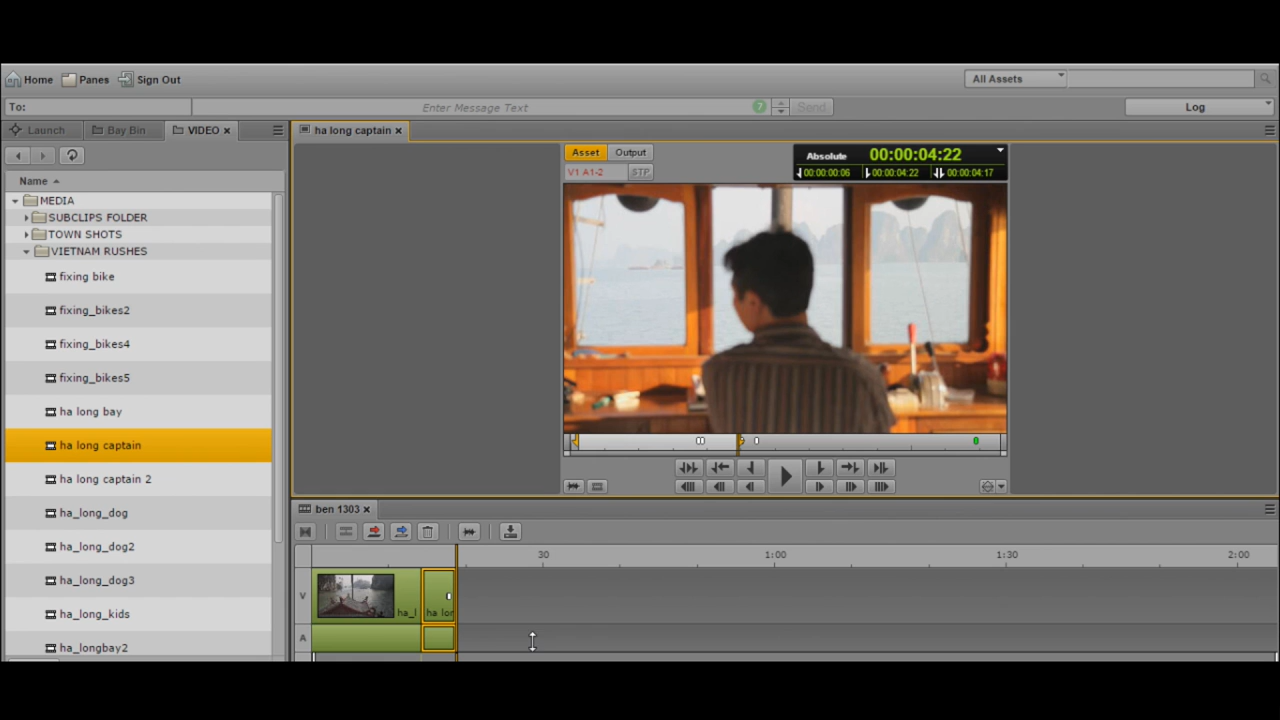 Home Panes Sign Out All Assets
To: Enter Message Text 7 Send Log
Launch Bay Bin VIDEO × ha long captain ×
Asset Output Absolute 00:00:04:22
V1 A1-2 STP 00:00:00:06 00:00:04:22 00:00:04:17
Name
MEDIA
SUBCLIPS FOLDER
TOWN SHOTS
VIETNAM RUSHES
fixing bike
fixing_bikes2
fixing_bikes4
fixing_bikes5
ha long bay
ha long captain
ha long captain 2
ha_long_dog
ha_long_dog2
ha_long_dog3
ha_long_kids
ha_longbay2
ben 1303 ×
30 1:00 1:30 2:00
V ha_l ha lor
A